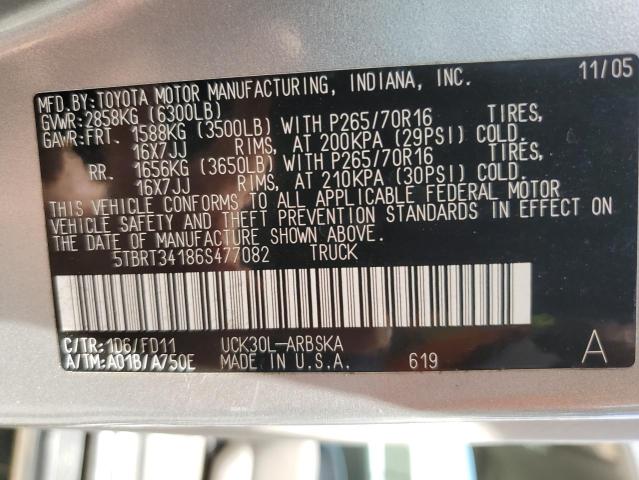 MFD.BY:TOYOTA MOTOR MANUFACTURING, INDIANA, INC. 11/05
GVWR:2858KG (6300LB)
GAWR:FRT. 1588KG (3500LB) WITH P265/70R16 TIRES,
16X7JJ RIMS, AT 200KPA (29PSI) COLD.
RR. 1656KG (3650LB) WITH P265/70R16 TIRES,
16X7JJ RIMS, AT 210KPA (30PSI) COLD.
THIS VEHICLE CONFORMS TO ALL APPLICABLE FEDERAL MOTOR
VEHICLE SAFETY AND THEFT PREVENTION STANDARDS IN EFFECT ON
THE DATE OF MANUFACTURE SHOWN ABOVE.
5TBRT34186S477082 TRUCK
C/TR:1D6/FD11 UCK30L-ARBSKA
A/TM:A01B/A750E MADE IN U.S.A. 619 A